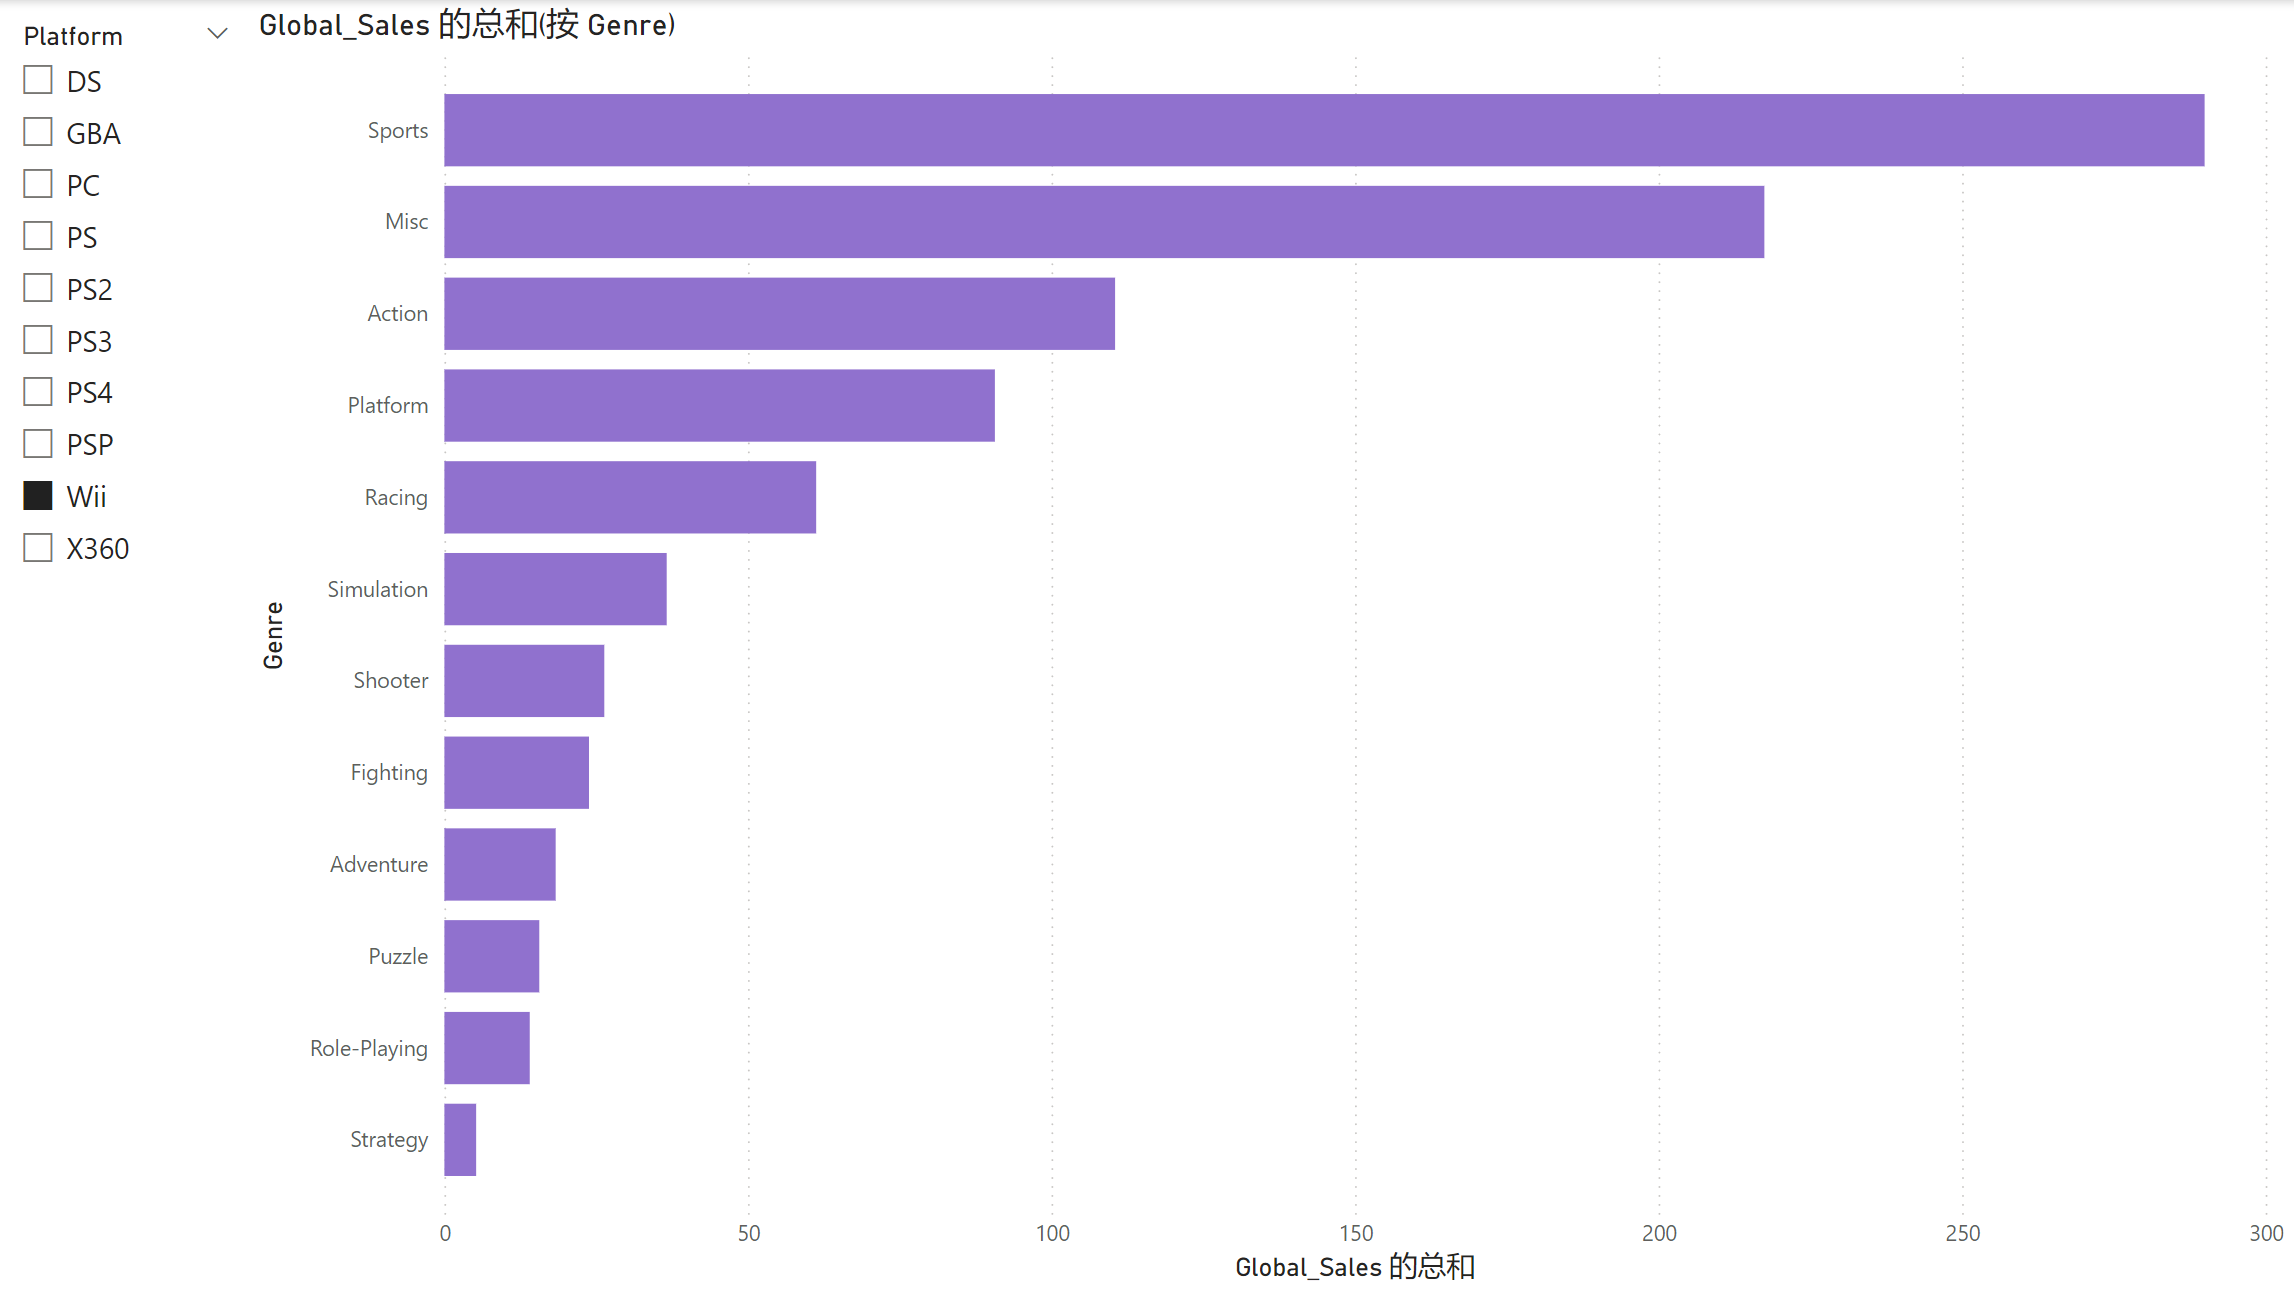 Platform
DS
GBA
PC
PS
PS2
PS3
PS4
PSP
Wii
X360
Global_Sales 的总和(按 Genre)
Genre
Sports
Misc
Action
Platform
Racing
Simulation
Shooter
Fighting
Adventure
Puzzle
Role-Playing
Strategy
0 50 100 150 200 250 300
Global_Sales 的总和